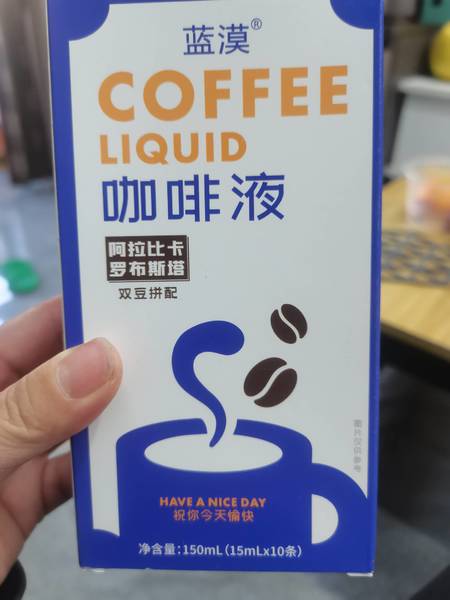 蓝漠®
COFFEE
LIQUID
咖啡液
阿拉比卡
罗布斯塔
双豆拼配
图片仅供参考
HAVE A NICE DAY
祝你今天愉快
净含量:150mL(15mLx10条)